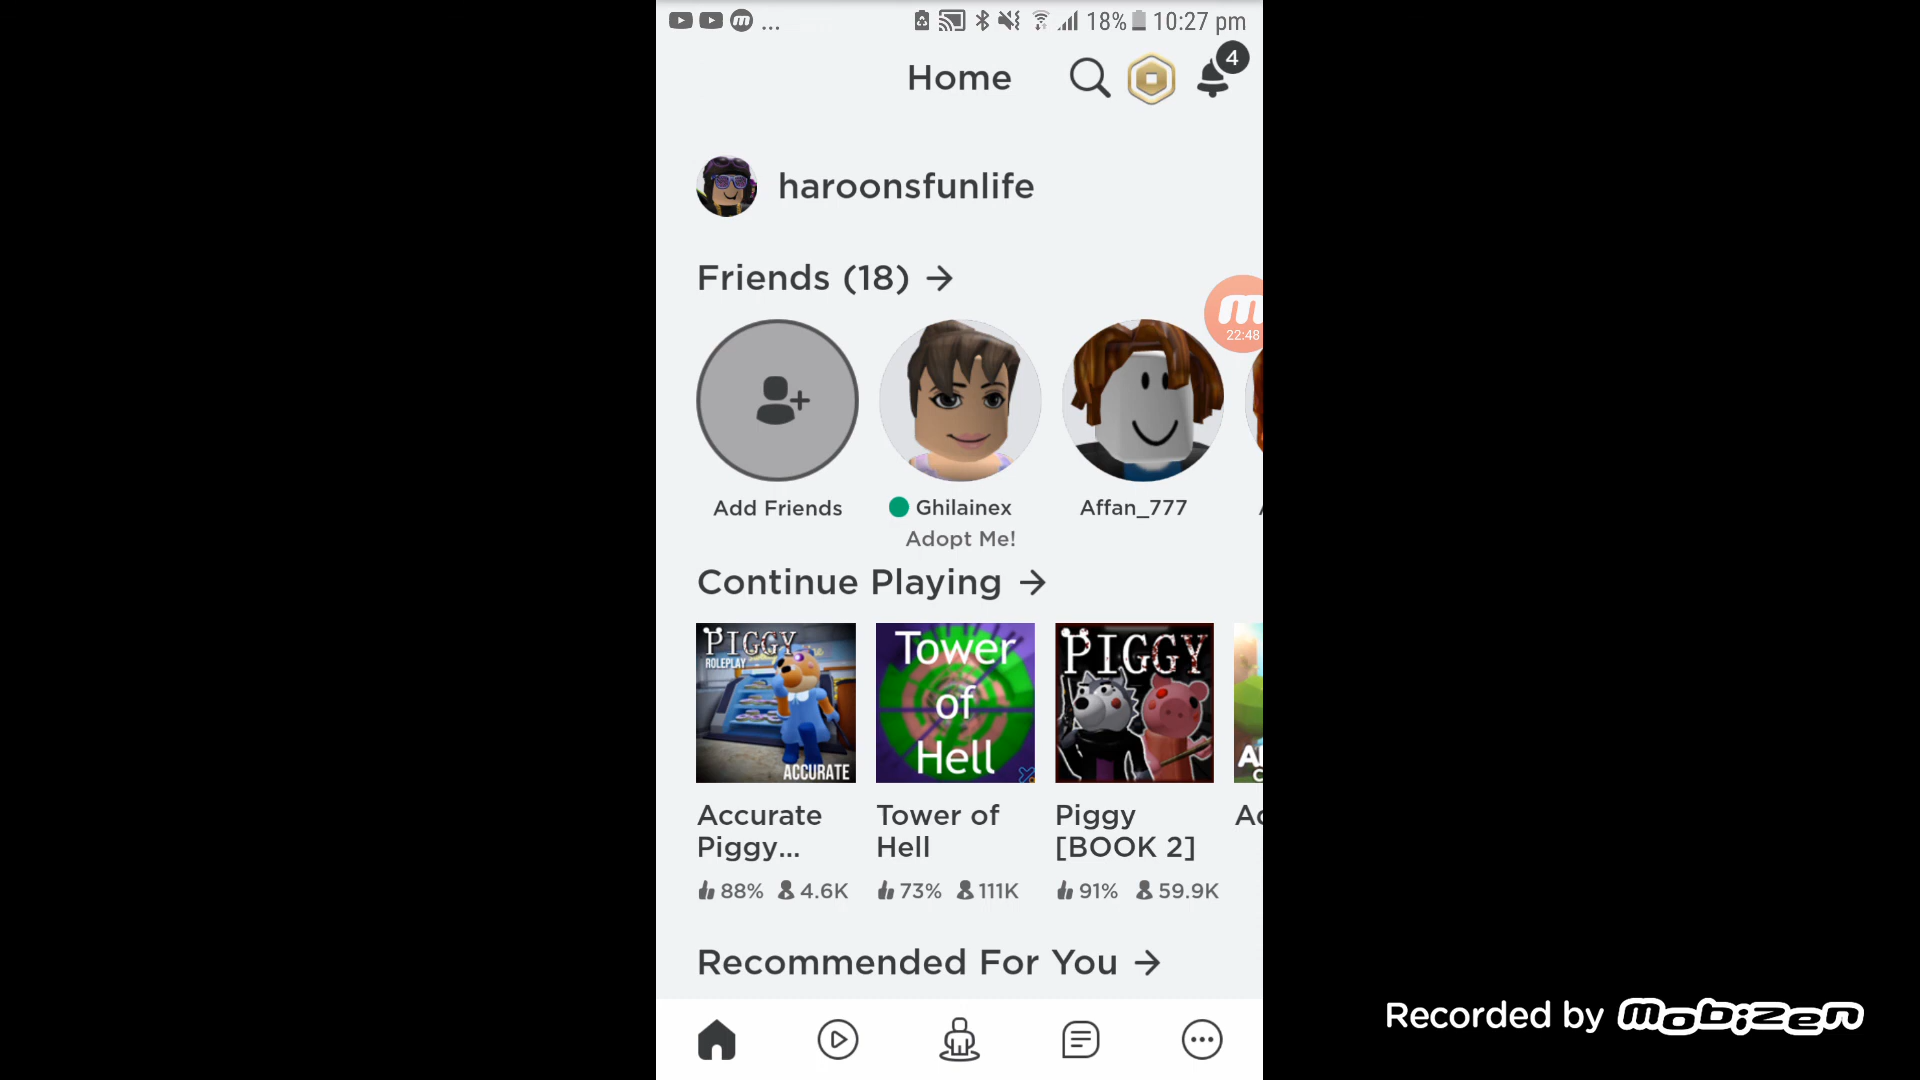 ... 18% 10:27 pm
Home
4
haroonsfunlife
Friends (18)
22:48
Add Friends
Ghilainex
Affan_777
Adopt Me!
Continue Playing
PIGGY
ROLEPLAY
ACCURATE
Tower
of
Hell
PIGGY
Accurate
Piggy...
Tower of
Hell
Piggy
[BOOK 2]
88% 4.6K
73% 111K
91% 59.9K
Recommended For You
Recorded by mobizen